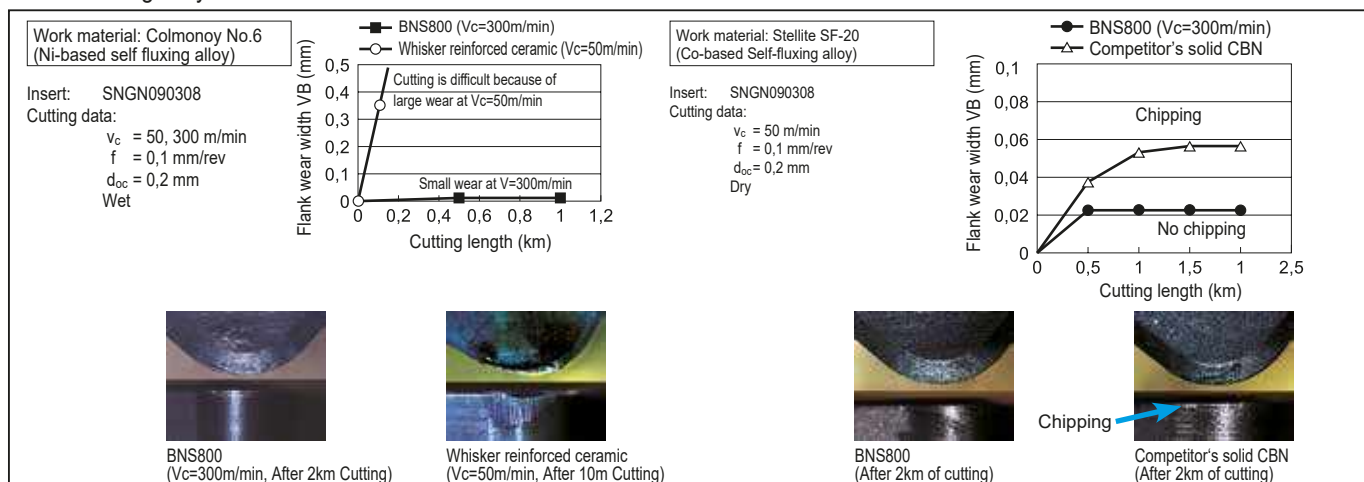 Work material: Colmonoy No.6
(Ni-based self fluxing alloy)
Insert: SNGN090308
Cutting data:
vc = 50, 300 m/min
f = 0,1 mm/rev
doc = 0,2 mm
Wet
BNS800 (Vc=300m/min)
Whisker reinforced ceramic (Vc=50m/min)
Flank wear width VB (mm)
0,5
0,4
0,3
0,2
0,1
0
Cutting is difficult because of
large wear at Vc=50m/min
Small wear at V=300m/min
0 0,2 0,4 0,6 0,8 1,0 1,2
Cutting length (km)
BNS800
(Vc=300m/min, After 2km Cutting)
Whisker reinforced ceramic
(Vc=50m/min, After 10m Cutting)
Work material: Stellite SF-20
(Co-based Self-fluxing alloy)
Insert: SNGN090308
Cutting data:
vc = 50 m/min
f = 0,1 mm/rev
doc = 0,2 mm
Dry
BNS800 (Vc=300m/min)
Competitor's solid CBN
Flank wear width VB (mm)
0,1
0,08
0,06
0,04
0,02
0
Chipping
No chipping
0 0,5 1 1,5 1 2,5
Cutting length (km)
Chipping
BNS800
(After 2km of cutting)
Competitor's solid CBN
(After 2km of cutting)